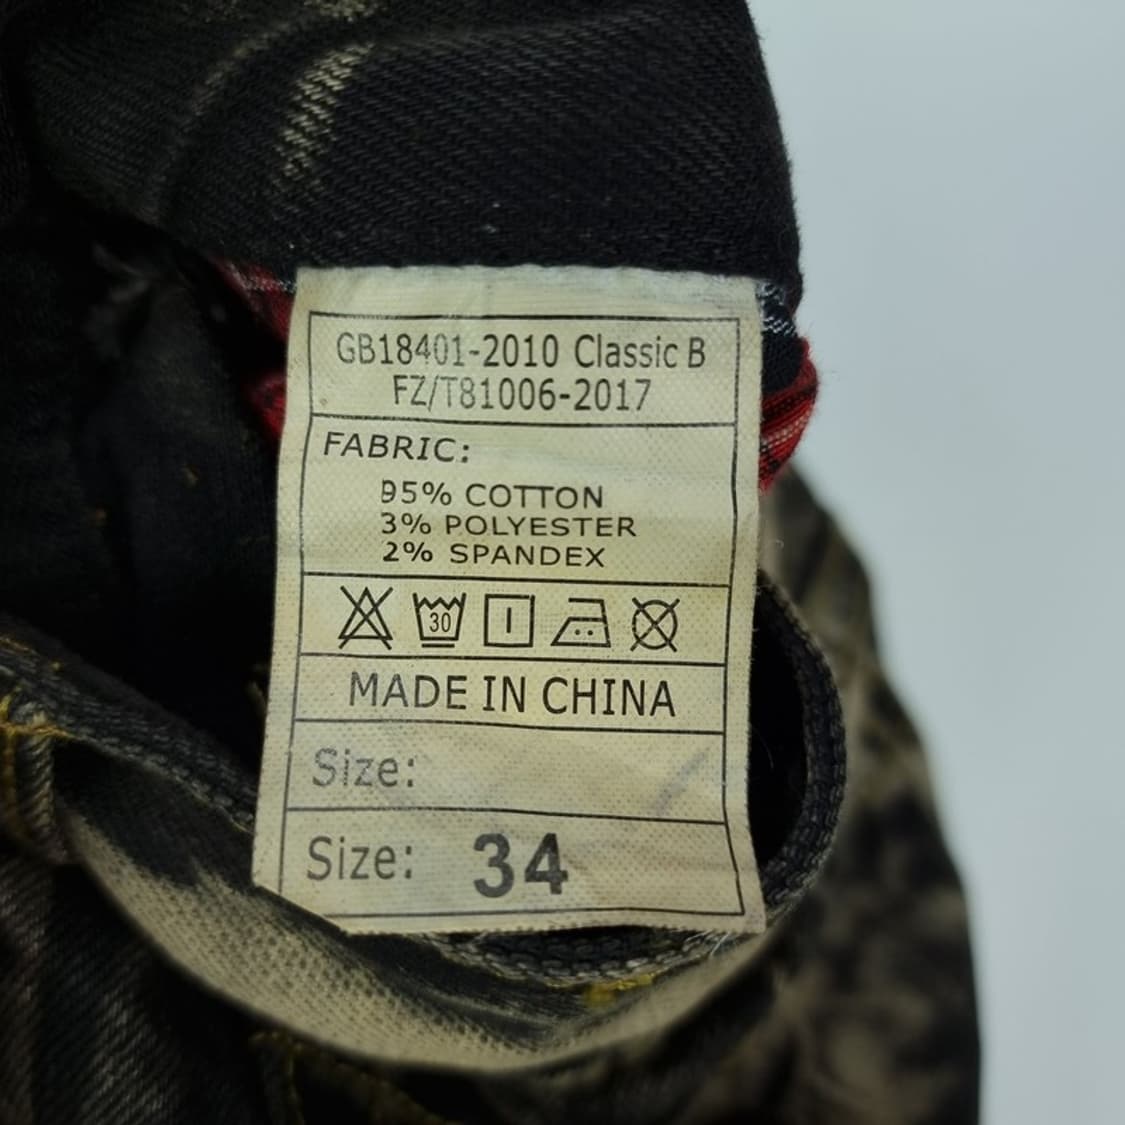 GB18401-2010 Classic B
FZ/T81006-2017
FABRIC:
95% COTTON
3% POLYESTER
2% SPANDEX
30
MADE IN CHINA
Size:
Size: 34